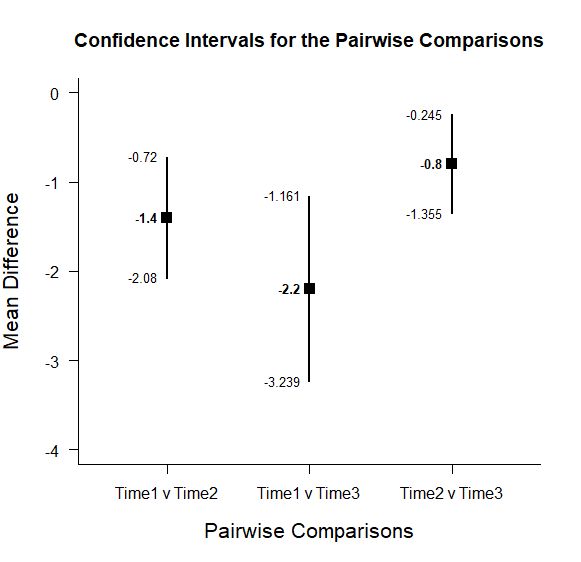 Confidence Intervals for the Pairwise Comparisons
Mean Difference
0
-1
-2
-3
-4
-0.72
-1.4
-2.08
-1.161
-2.2
-3.239
-0.245
-0.8
-1.355
Time1 v Time2
Time1 v Time3
Time2 v Time3
Pairwise Comparisons